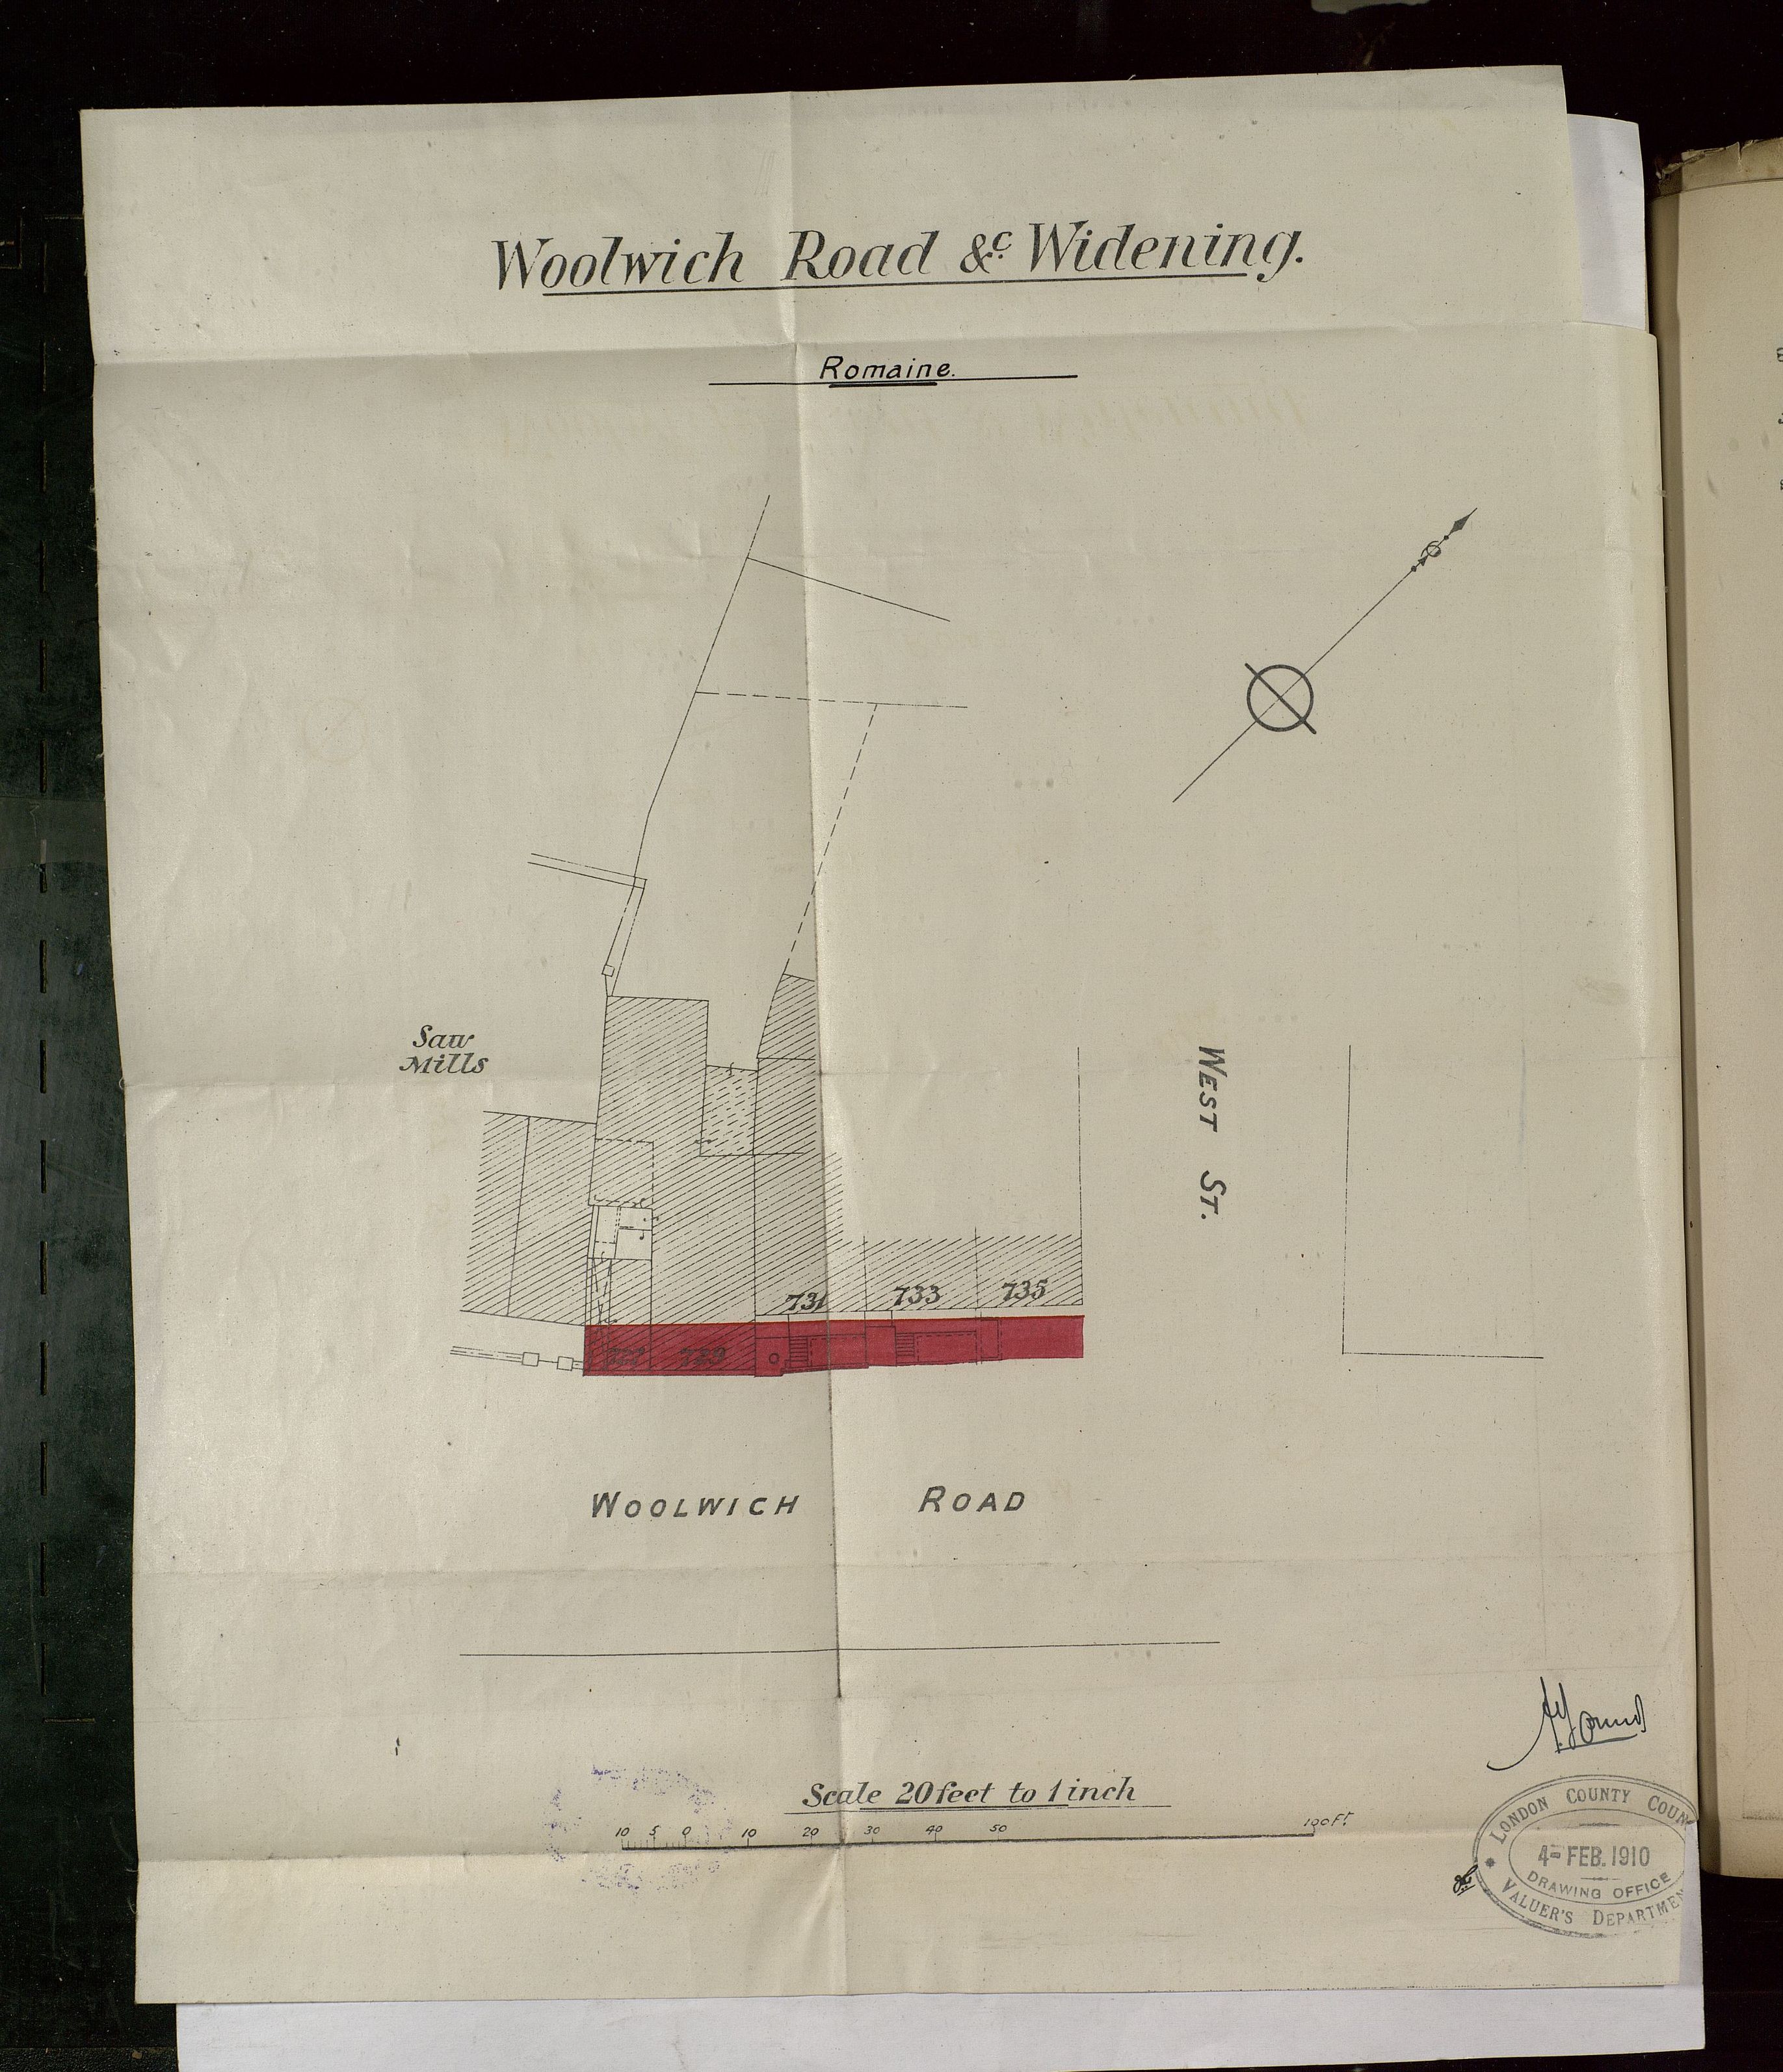 Woolwich Road &c. Widening.
Romaine.
Saw
Mills
WEST ST.
731 733 735
729
WOOLWICH ROAD
Scale 20 feet to 1 inch
10 5 0 10 20 30 40 50 100 Ft
LONDON COUNTY COUN
4- FEB. 1910
DRAWING OFFICE
VALUER'S DEPARTMEN